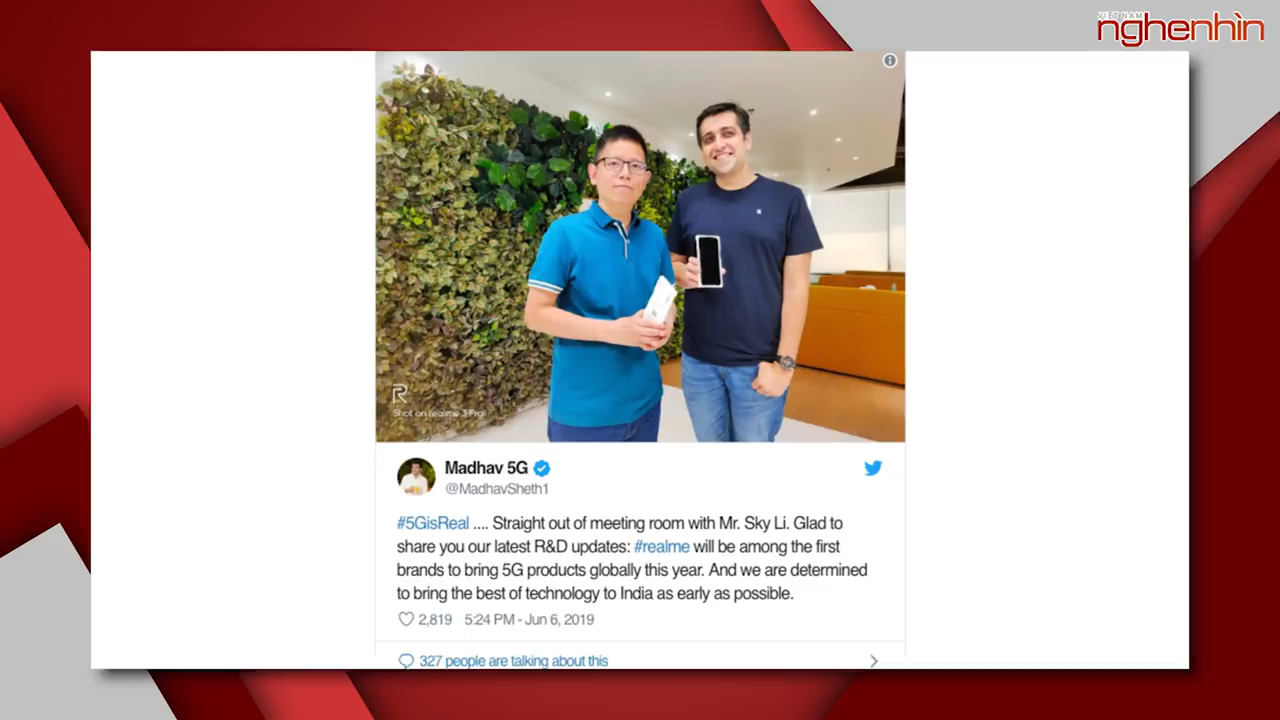 VIET NAM
nghenhìn
Shot on realme 3 Pro
Madhav 5G
@MadhavSheth1
#5GisReal .... Straight out of meeting room with Mr. Sky Li. Glad to
share you our latest R&D updates: #realme will be among the first
brands to bring 5G products globally this year. And we are determined
to bring the best of technology to India as early as possible.
2,819 5:24 PM - Jun 6, 2019
327 people are talking about this